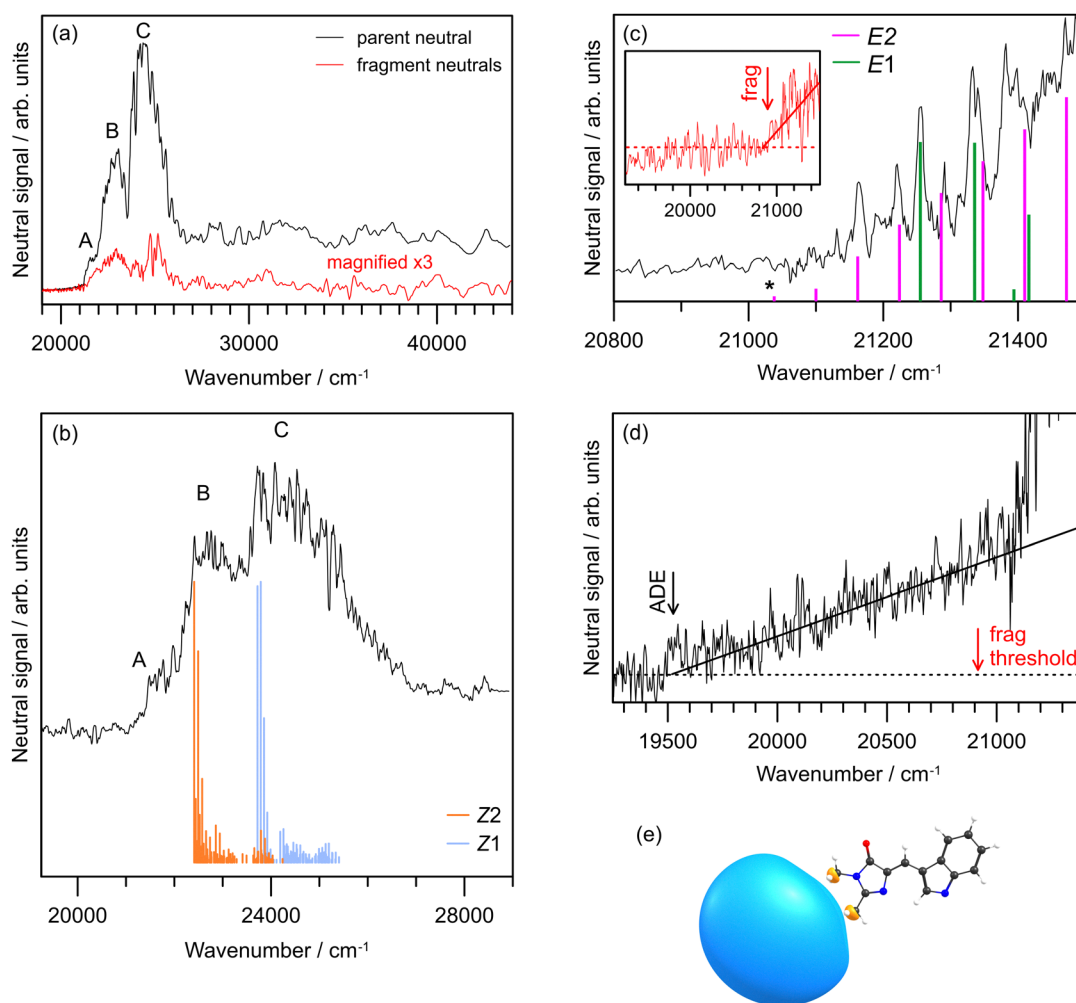 (a)
A
B
C
parent neutral
fragment neutrals
magnified x3
Neutral signal / arb. units
20000 30000 40000
Wavenumber / cm⁻¹
(c)
E2
E1
frag
20000 21000
*
Neutral signal / arb. units
20800 21000 21200 21400
Wavenumber / cm⁻¹
(b)
A
B
C
Z2
Z1
Neutral signal / arb. units
20000 24000 28000
Wavenumber / cm⁻¹
(d)
ADE
frag
threshold
Neutral signal / arb. units
19500 20000 20500 21000
Wavenumber / cm⁻¹
(e)